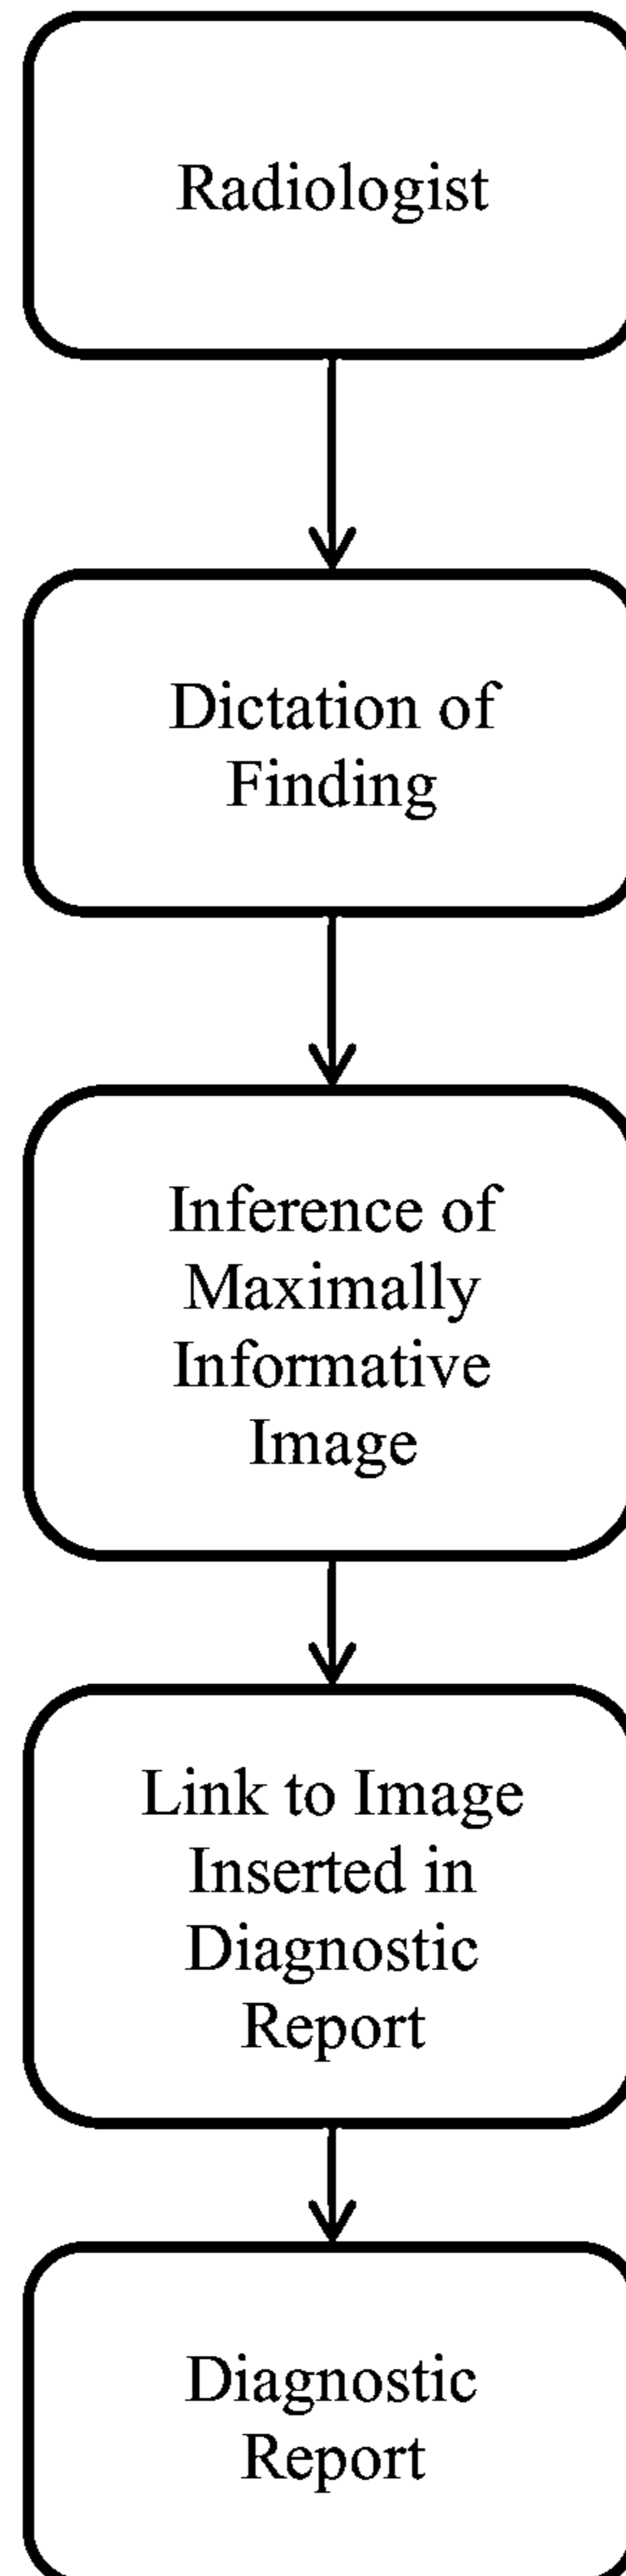 Radiologist
Dictation of
Finding
Inference of
Maximally
Informative
Image
Link to Image
Inserted in
Diagnostic
Report
Diagnostic
Report